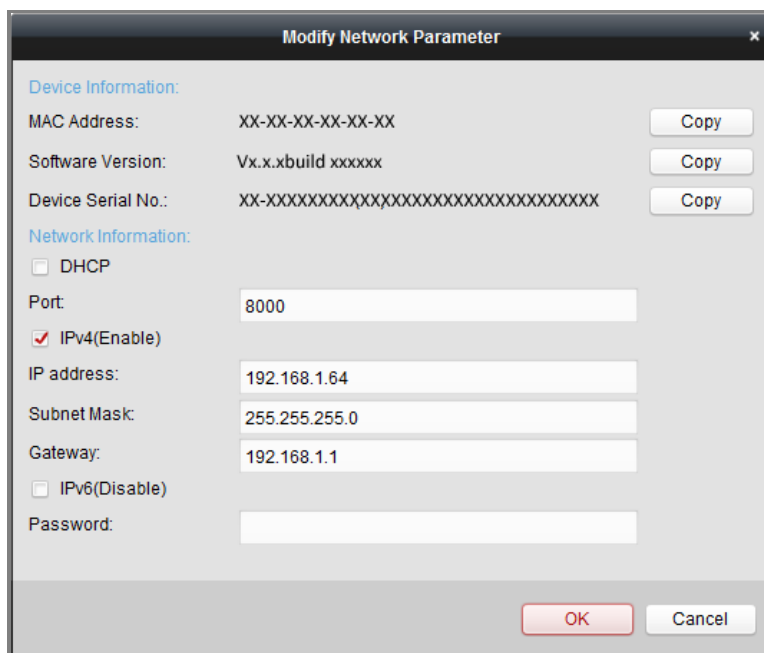 Modify Network Parameter ×
Device Information:
MAC Address: XX-XX-XX-XX-XX-XX Copy
Software Version: Vx.x.xbuild xxxxxx Copy
Device Serial No.: XX-XXXXXXXXXXXXXXXXXXXXXXXXXXXXXXXX Copy
Network Information:
DHCP
Port: 8000
IPv4(Enable)
IP address: 192.168.1.64
Subnet Mask: 255.255.255.0
Gateway: 192.168.1.1
IPv6(Disable)
Password:
OK Cancel